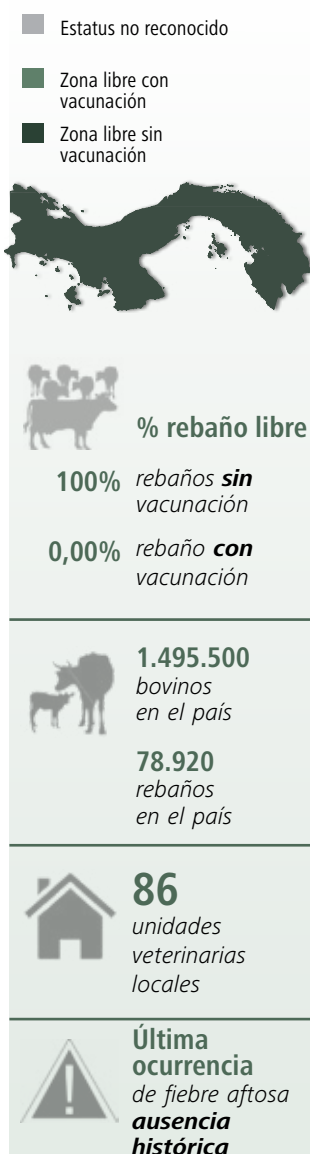 Estatus no reconocido
Zona libre con
vacunación
Zona libre sin
vacunación
% rebaño libre
100% rebaños sin
vacunación
0,00% rebaño con
vacunación
1.495.500
bovinos
en el país
78.920
rebaños
en el país
86
unidades
veterinarias
locales
Última
ocurrencia
de fiebre aftosa
ausencia
histórica